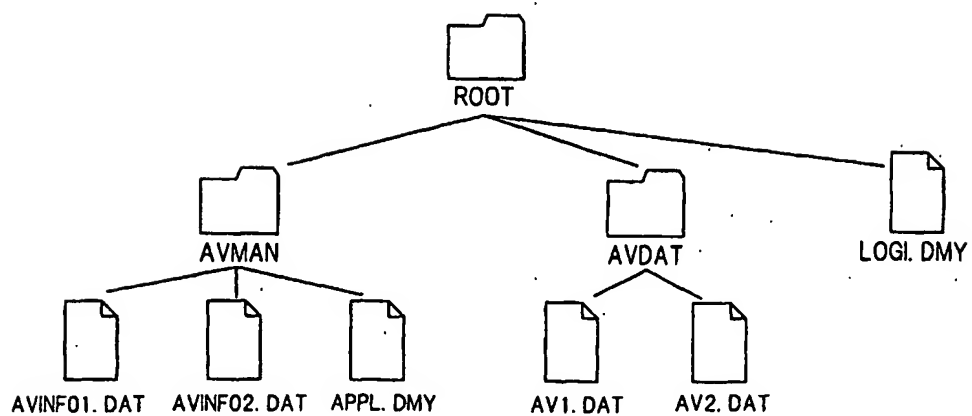 ROOT
AVMAN
AVDAT
LOGI. DMY
AVINFO1. DAT
AVINFO2. DAT
APPL. DMY
AV1. DAT
AV2. DAT